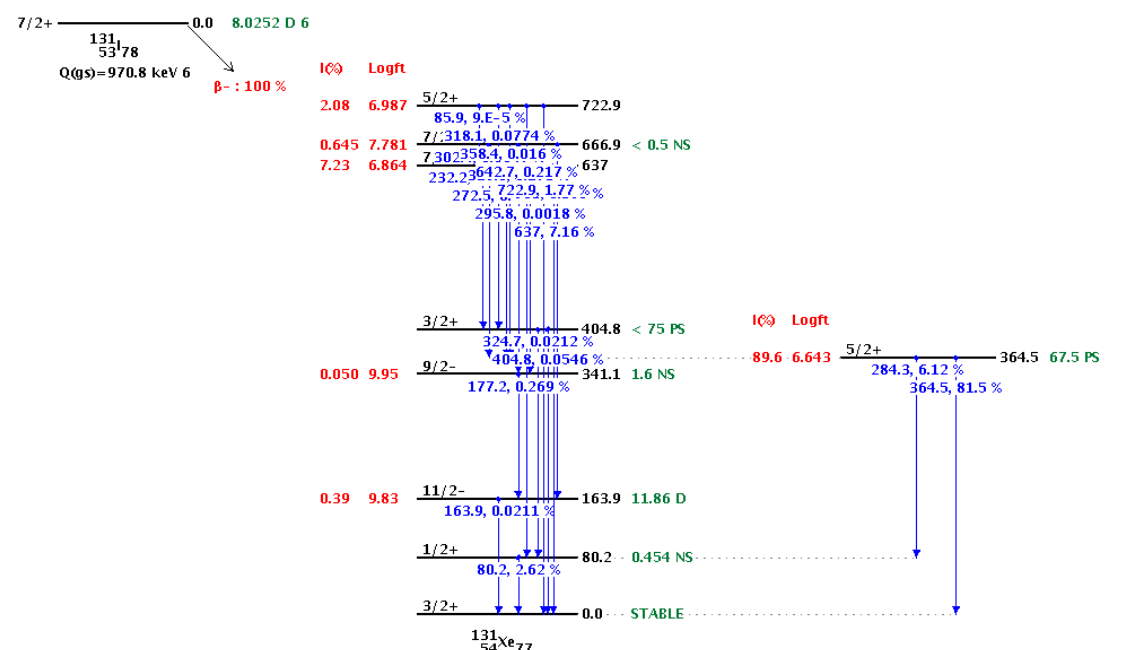 7/2+ 0.0 8.0252 D 6
131
53 I 78
Q(gs)=970.8 keV 6
β- : 100 %
I(%) Logft
2.08 6.987 5/2+ 722.9
85.9, 9.E-5 %
318.1, 0.0774 %
0.645 7.781 7/ 666.9 < 0.5 NS
358.4, 0.016 %
7.23 6.864 7 302 637
642.7, 0.217 %
232.2
722.9, 1.77 % %
272.5,
295.8, 0.0018 %
637, 7.16 %
3/2+ 404.8 < 75 PS
324.7, 0.0212 %
404.8, 0.0546 %
I(%) Logft
89.6 6.643 5/2+ 364.5 67.5 PS
284.3, 6.12 %
364.5, 81.5 %
0.050 9.95 9/2- 341.1 1.6 NS
177.2, 0.269 %
0.39 9.83 11/2- 163.9 11.86 D
163.9, 0.0211 %
1/2+ 80.2 0.454 NS
80.2, 2.62 %
3/2+ 0.0 STABLE
131
54 Xe 77